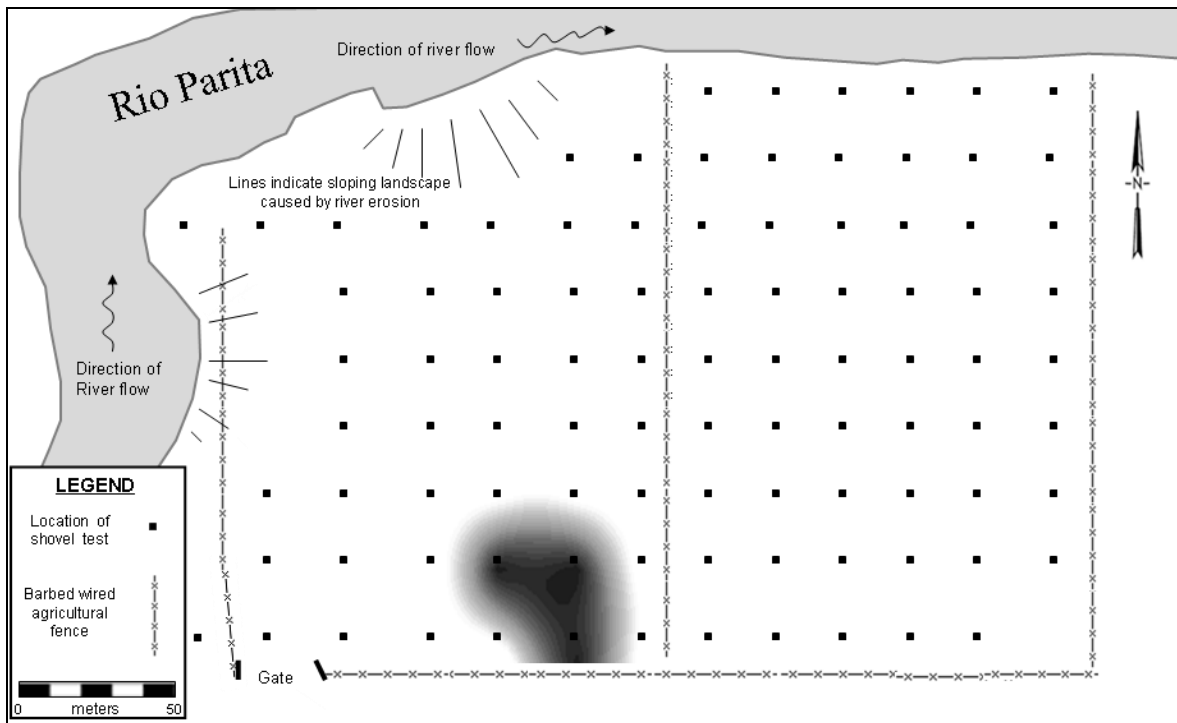 Direction of river flow
Rio Parita
-N-
Lines indicate sloping landscape
caused by river erosion
Direction of
River flow
LEGEND
Location of
shovel test
Barbed wired
agricultural
fence
0 meters 50
Gate